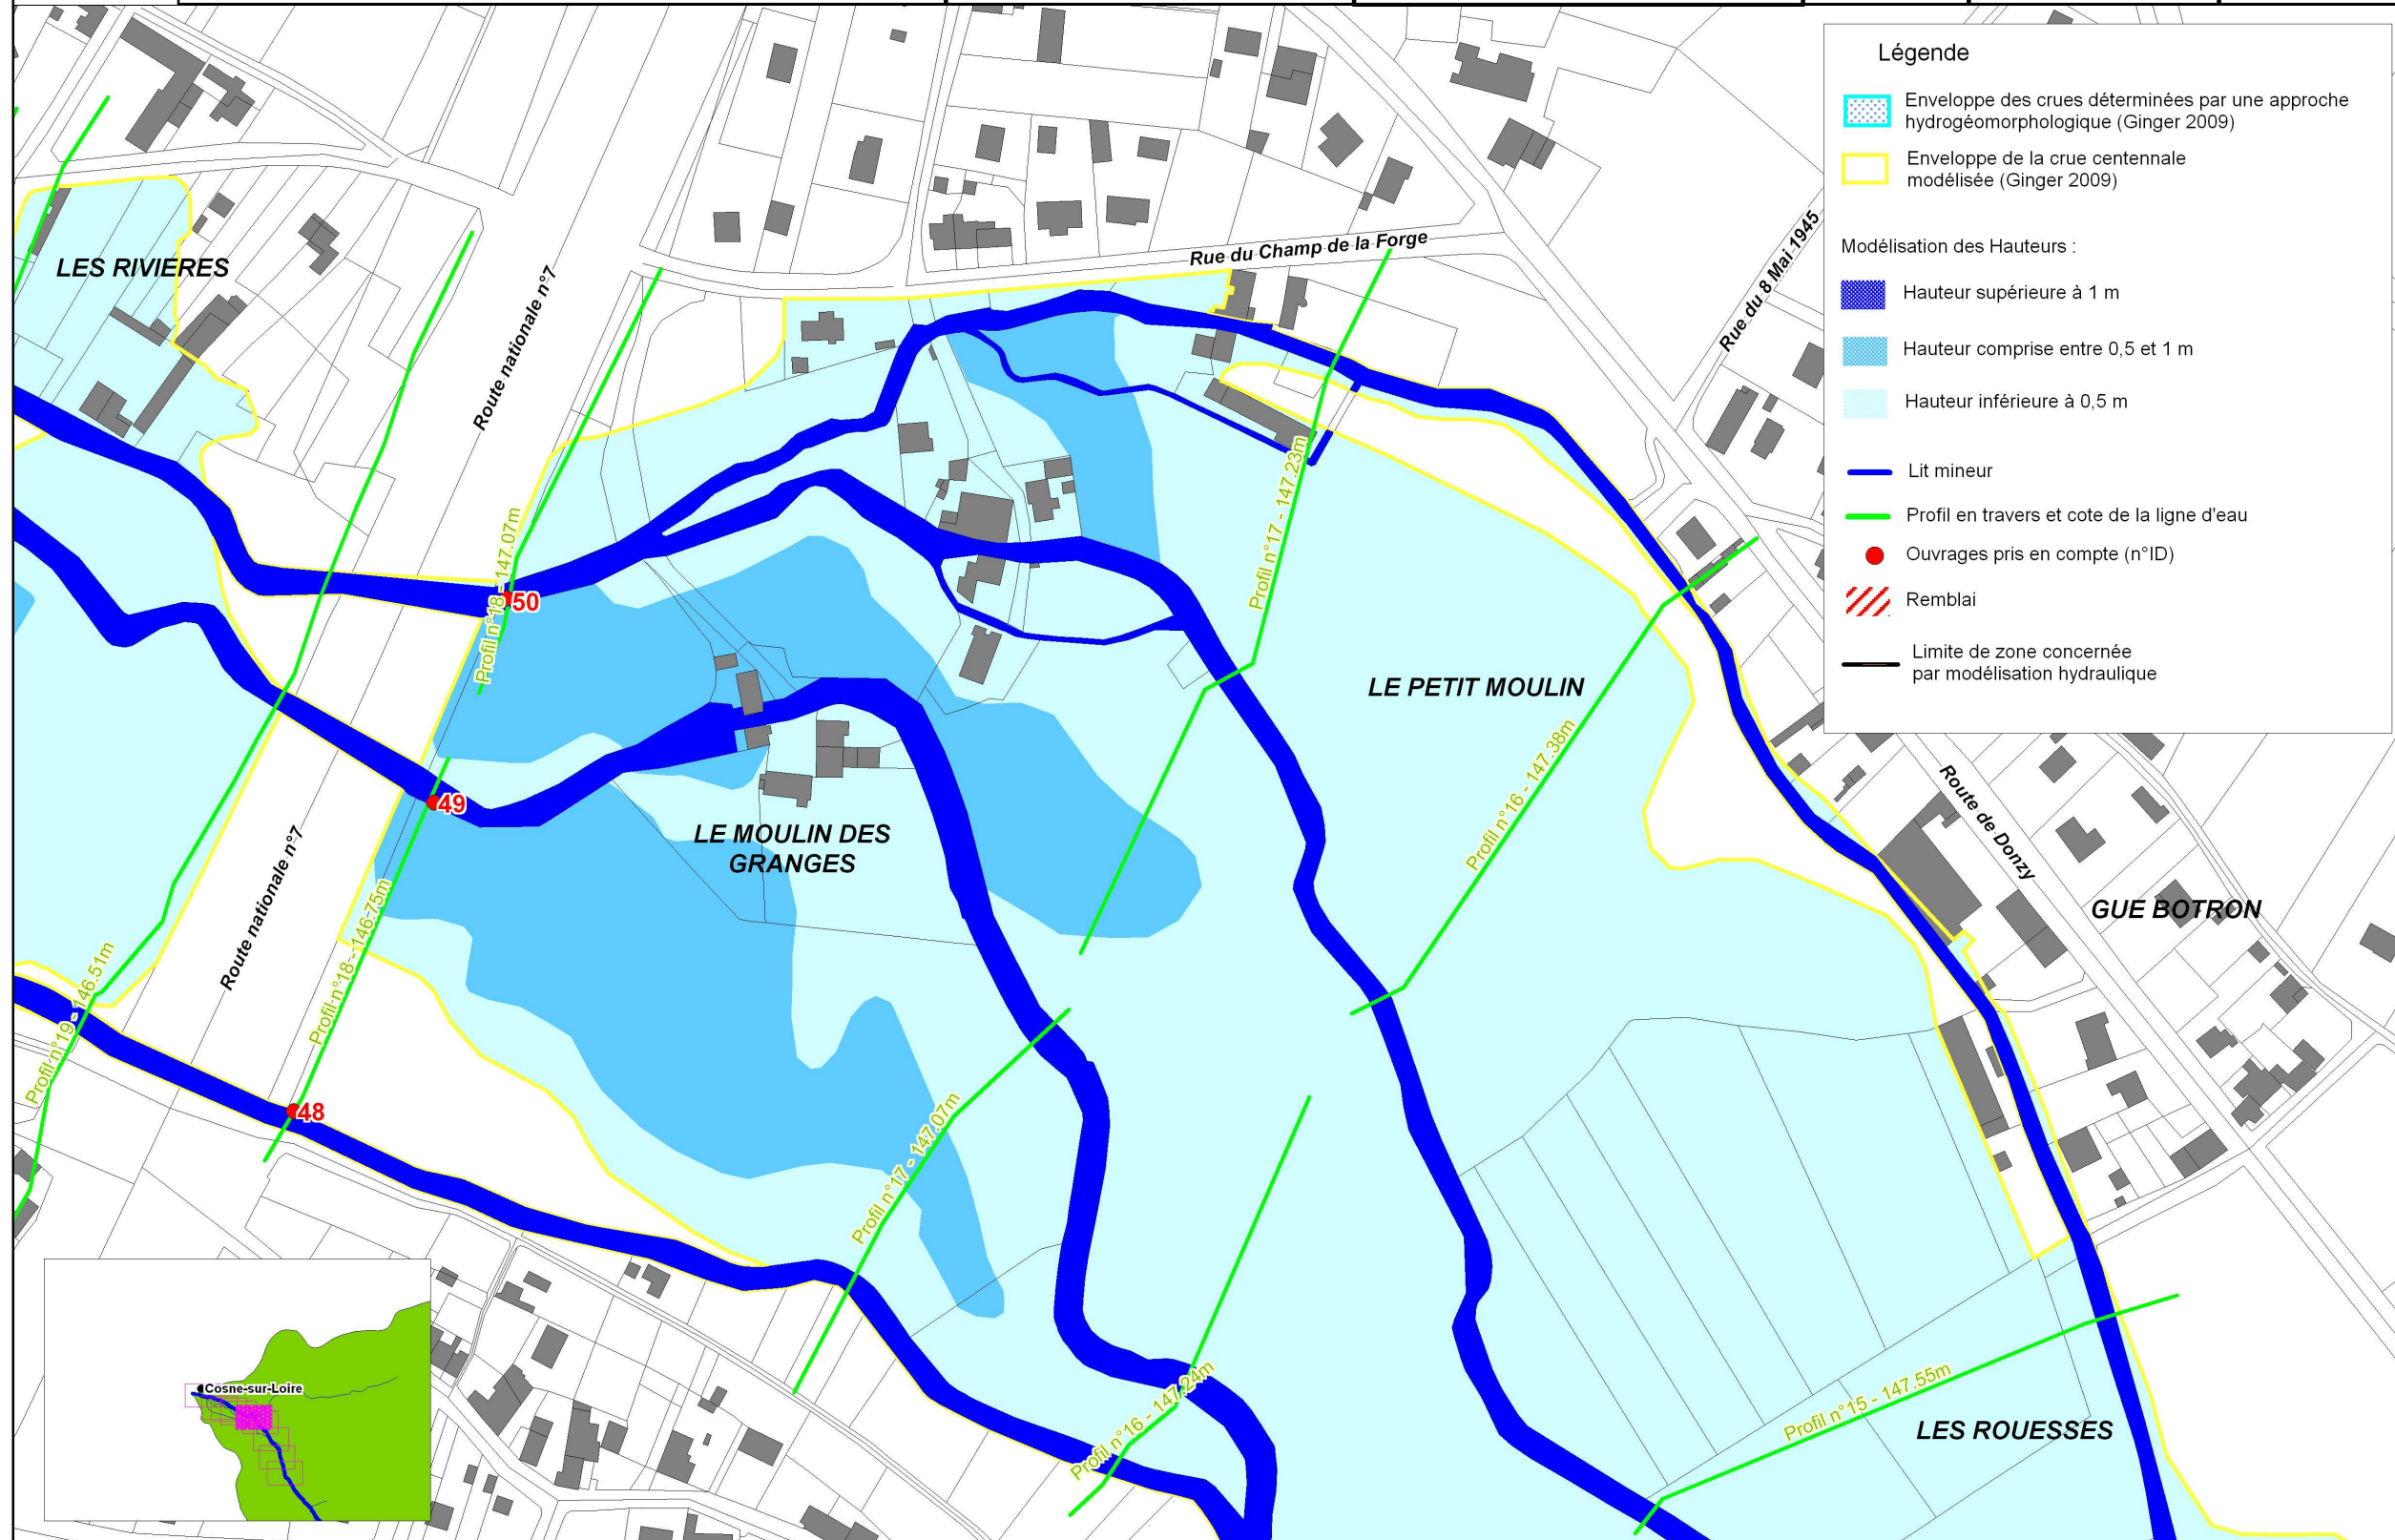 Légende
Enveloppe des crues déterminées par une approche
hydrogéomorphologique (Ginger 2009)
Enveloppe de la crue centennale
modélisée (Ginger 2009)
Modélisation des Hauteurs :
Hauteur supérieure à 1 m
Hauteur comprise entre 0,5 et 1 m
Hauteur inférieure à 0,5 m
Lit mineur
Profil en travers et cote de la ligne d'eau
Ouvrages pris en compte (n°ID)
Remblai
Limite de zone concernée
par modélisation hydraulique
LES RIVIERES
Route nationale n°7
Rue du Champ de la Forge
Rue du 8 Mai 1945
Profil n°18 - 147.07m
50
Profil n°17 - 147.23m
LE PETIT MOULIN
Profil n°16 - 147.38m
49
LE MOULIN DES
GRANGES
Route de Donzy
GUE BOTRON
Route nationale n°7
Profil n°18 - 146.75m
Profil n°19 - 146.51m
48
Profil n°17 - 147.07m
Profil n°16 - 147.24m
Profil n°15 - 147.55m
LES ROUESSES
Cosne-sur-Loire